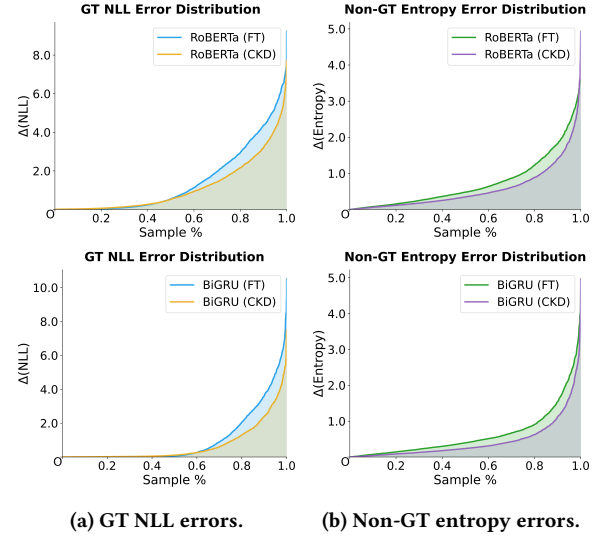 GT NLL Error Distribution
Δ(NLL)
8.0
6.0
4.0
2.0
O
0.2
0.4
0.6
0.8
1.0
Sample %
RoBERTa (FT)
RoBERTa (CKD)
Non-GT Entropy Error Distribution
Δ(Entropy)
5.0
4.0
3.0
2.0
1.0
O
0.2
0.4
0.6
0.8
1.0
Sample %
RoBERTa (FT)
RoBERTa (CKD)
GT NLL Error Distribution
Δ(NLL)
10.0
8.0
6.0
4.0
2.0
O
0.2
0.4
0.6
0.8
1.0
Sample %
BiGRU (FT)
BiGRU (CKD)
Non-GT Entropy Error Distribution
Δ(Entropy)
5.0
4.0
3.0
2.0
1.0
O
0.2
0.4
0.6
0.8
1.0
Sample %
BiGRU (FT)
BiGRU (CKD)
(a) GT NLL errors.
(b) Non-GT entropy errors.